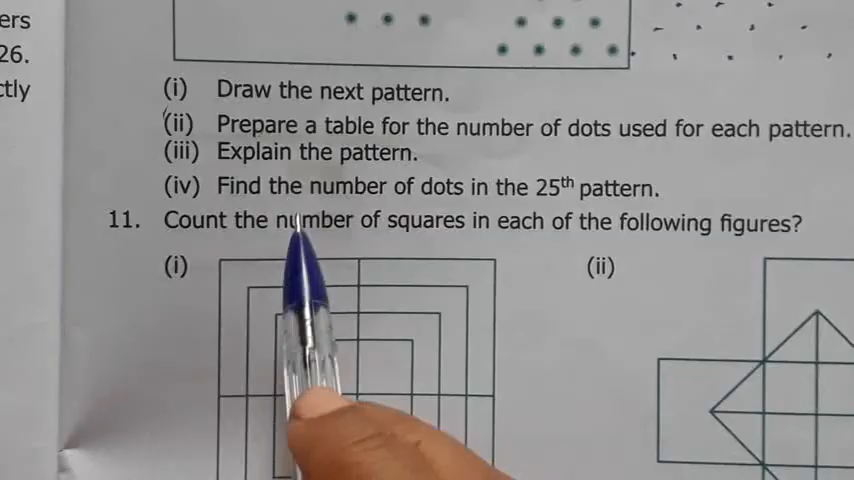 ers
26.
ctly
(i) Draw the next pattern.
(ii) Prepare a table for the number of dots used for each pattern.
(iii) Explain the pattern.
(iv) Find the number of dots in the 25th pattern.
11. Count the number of squares in each of the following figures?
(i) (ii)